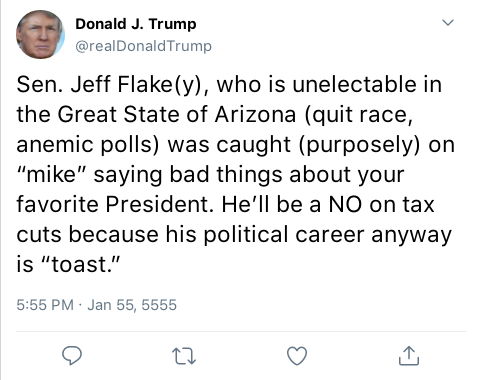 Donald J. Trump
@realDonaldTrump
Sen. Jeff Flake(y), who is unelectable in
the Great State of Arizona (quit race,
anemic polls) was caught (purposely) on
“mike” saying bad things about your
favorite President. He’ll be a NO on tax
cuts because his political career anyway
is “toast.”
5:55 PM · Jan 55, 5555